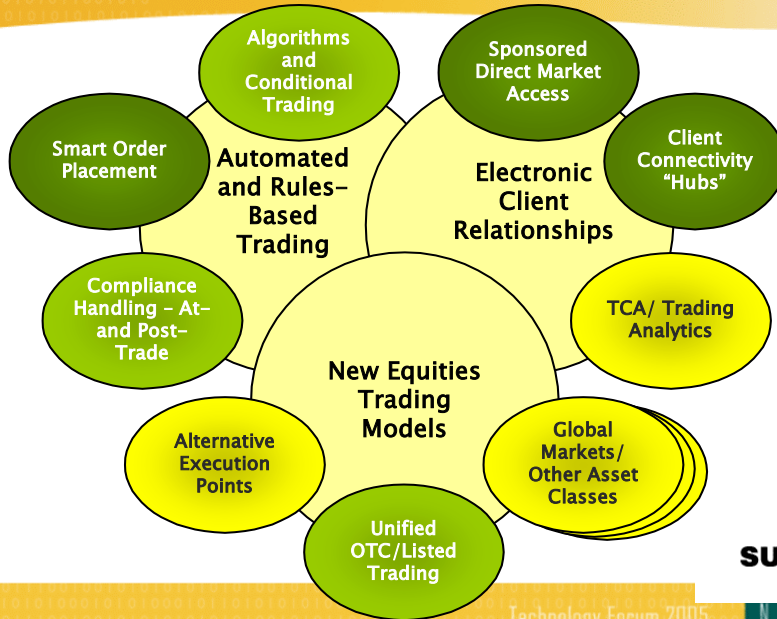 Algorithms
and
Conditional
Trading
Sponsored
Direct Market
Access
Smart Order
Placement
Client
Connectivity
“Hubs”
Automated
and Rules-
Based
Trading
Electronic
Client
Relationships
Compliance
Handling – At-
and Post-
Trade
TCA/ Trading
Analytics
New Equities
Trading
Models
Alternative
Execution
Points
Global
Markets/
Other Asset
Classes
Unified
OTC/Listed
Trading
SU
Technology Forum 2005
N